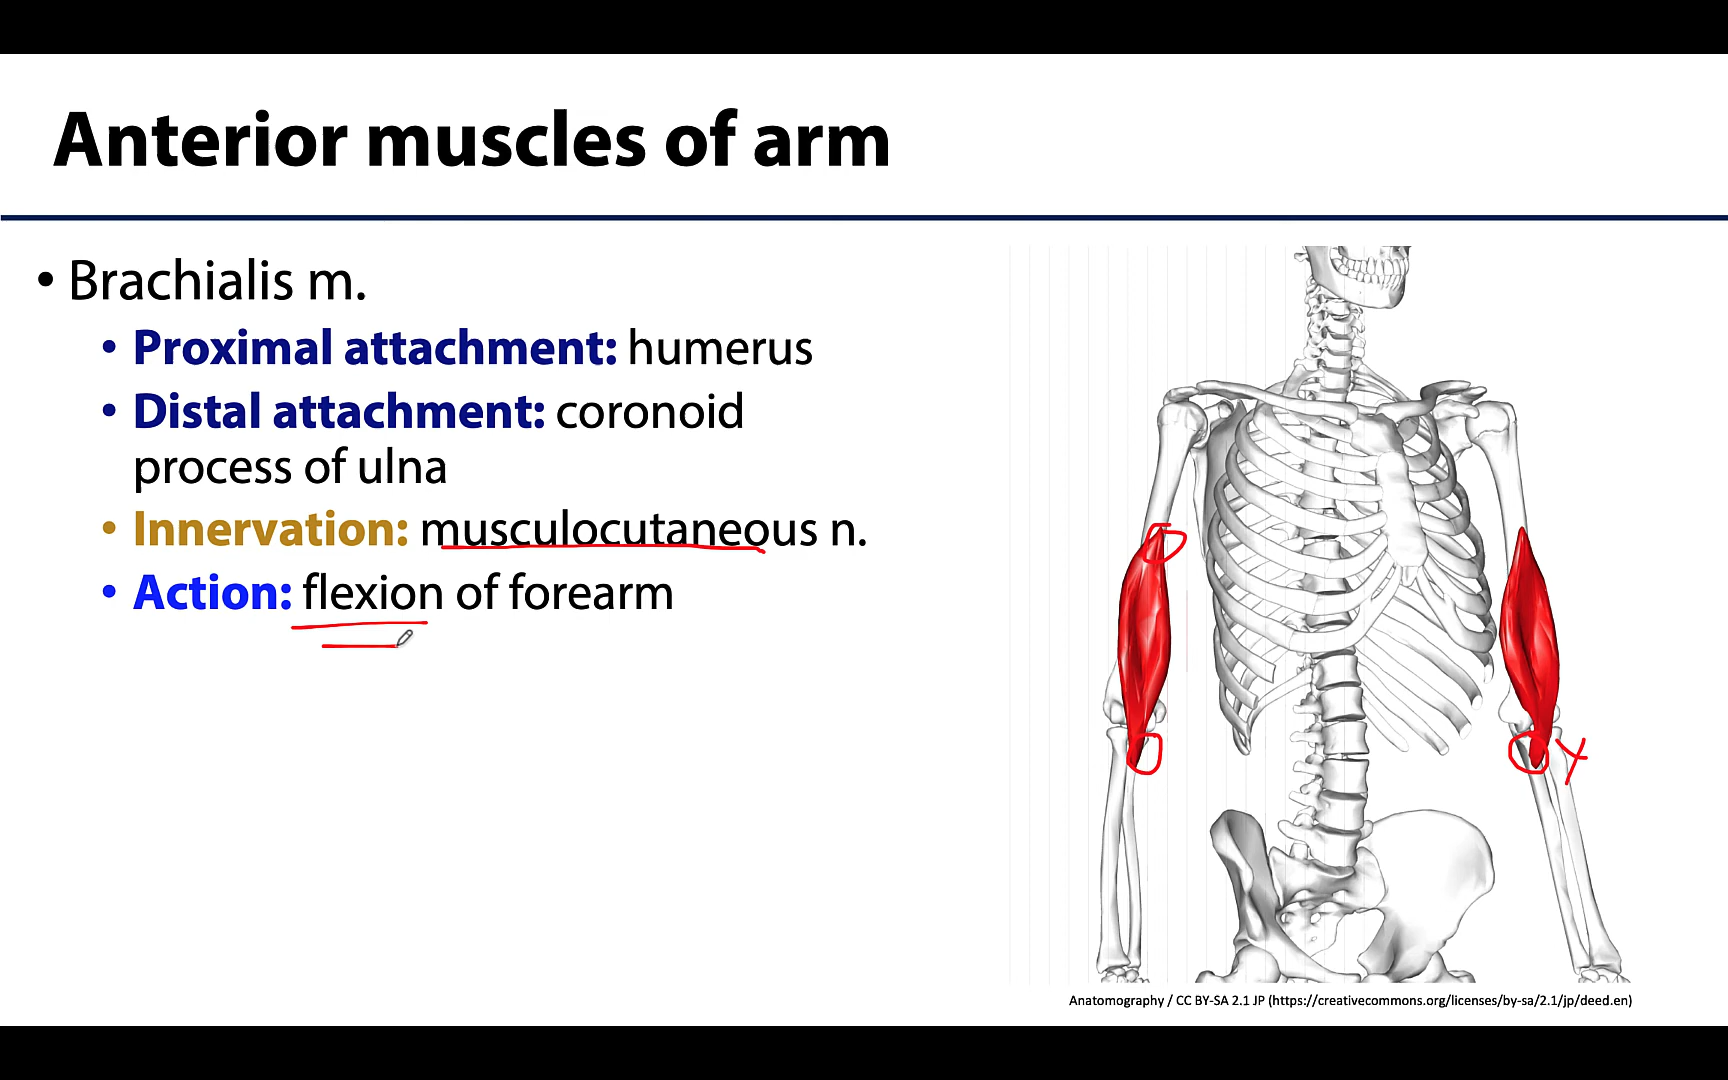 Anterior muscles of arm
• Brachialis m.
• Proximal attachment: humerus
• Distal attachment: coronoid
process of ulna
• Innervation: musculocutaneous n.
• Action: flexion of forearm
Anatomography / CC BY-SA 2.1 JP (https://creativecommons.org/licenses/by-sa/2.1/jp/deed.en)